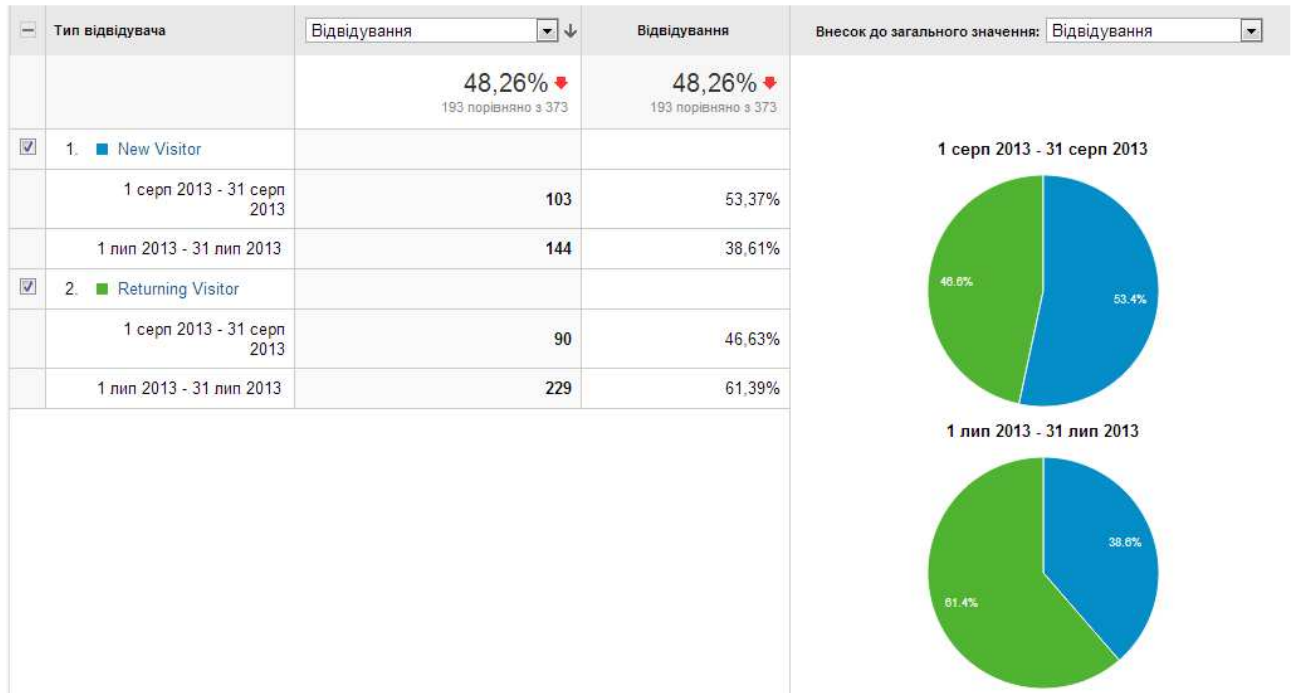 Тип відвідувача Відвідування Відвідування Внесок до загального значення: Відвідування
48,26% 48,26%
193 порівняно з 373 193 порівняно з 373
1. New Visitor
1 серп 2013 - 31 серп
2013
103 53,37%
1 лип 2013 - 31 лип 2013 144 38,61%
2. Returning Visitor
1 серп 2013 - 31 серп
2013
90 46,63%
1 лип 2013 - 31 лип 2013 229 61,39%
1 серп 2013 - 31 серп 2013
46.6%
53.4%
1 лип 2013 - 31 лип 2013
38.6%
61.4%